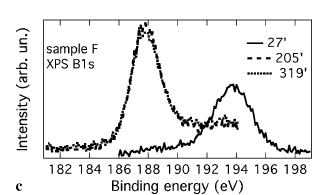 Intensity (arb. un.)
sample F
XPS B1s
27'
205'
319'
182 184 186 188 190 192 194 196 198
c Binding energy (eV)